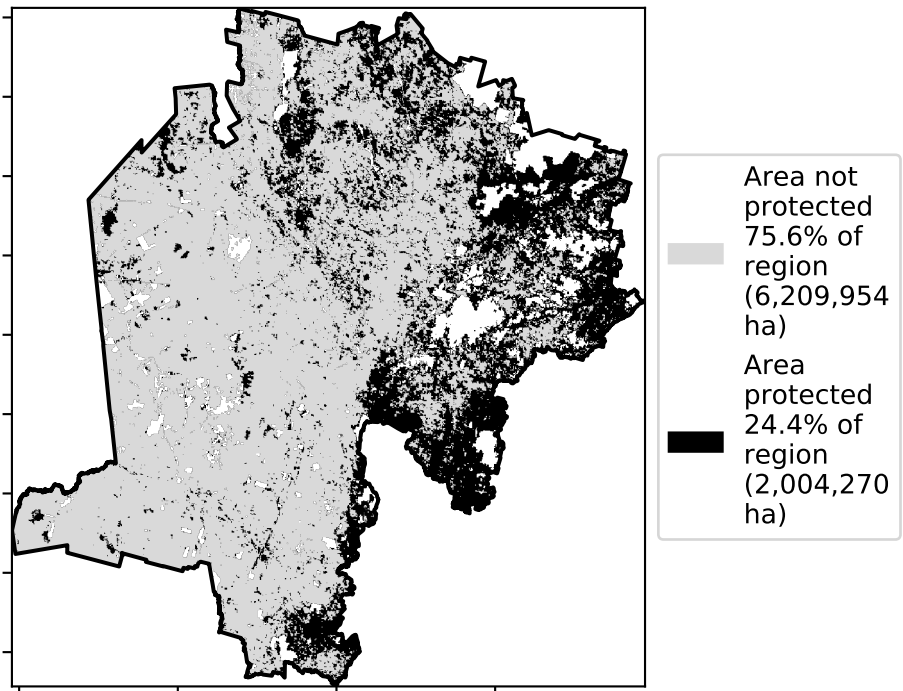 Area not
protected
75.6% of
region
(6,209,954
ha)
Area
protected
24.4% of
region
(2,004,270
ha)